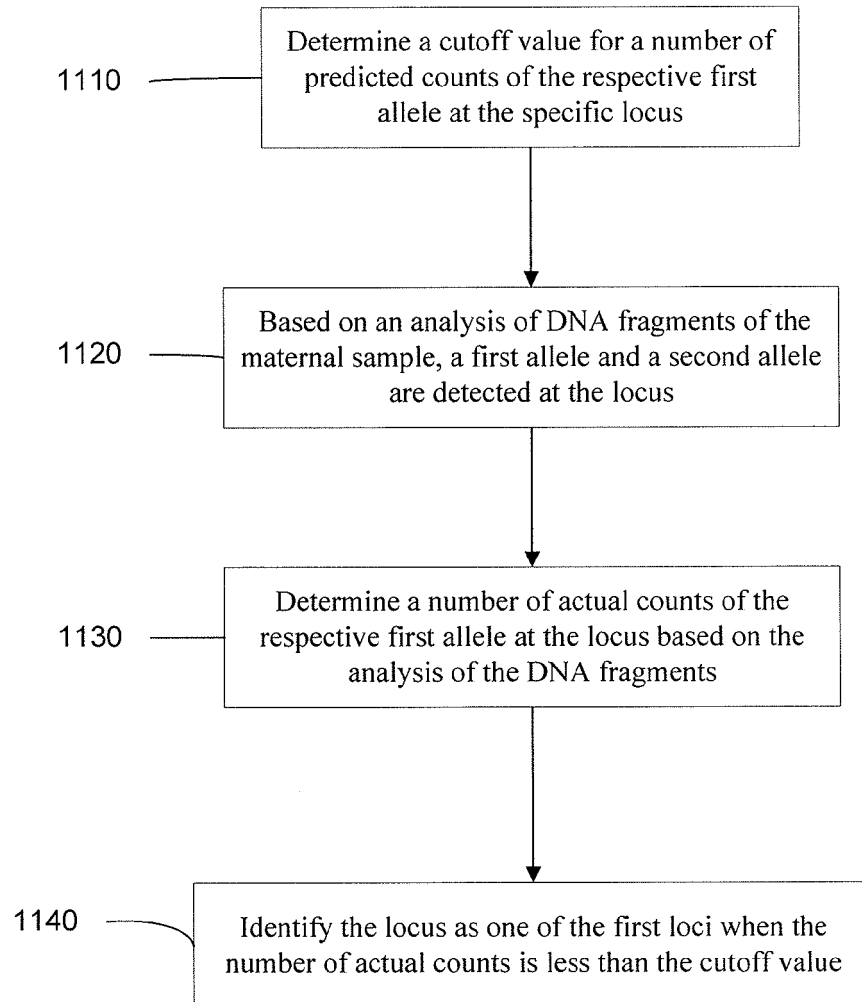 1110
Determine a cutoff value for a number of
predicted counts of the respective first
allele at the specific locus
1120
Based on an analysis of DNA fragments of the
maternal sample, a first allele and a second allele
are detected at the locus
1130
Determine a number of actual counts of the
respective first allele at the locus based on the
analysis of the DNA fragments
1140
Identify the locus as one of the first loci when the
number of actual counts is less than the cutoff value